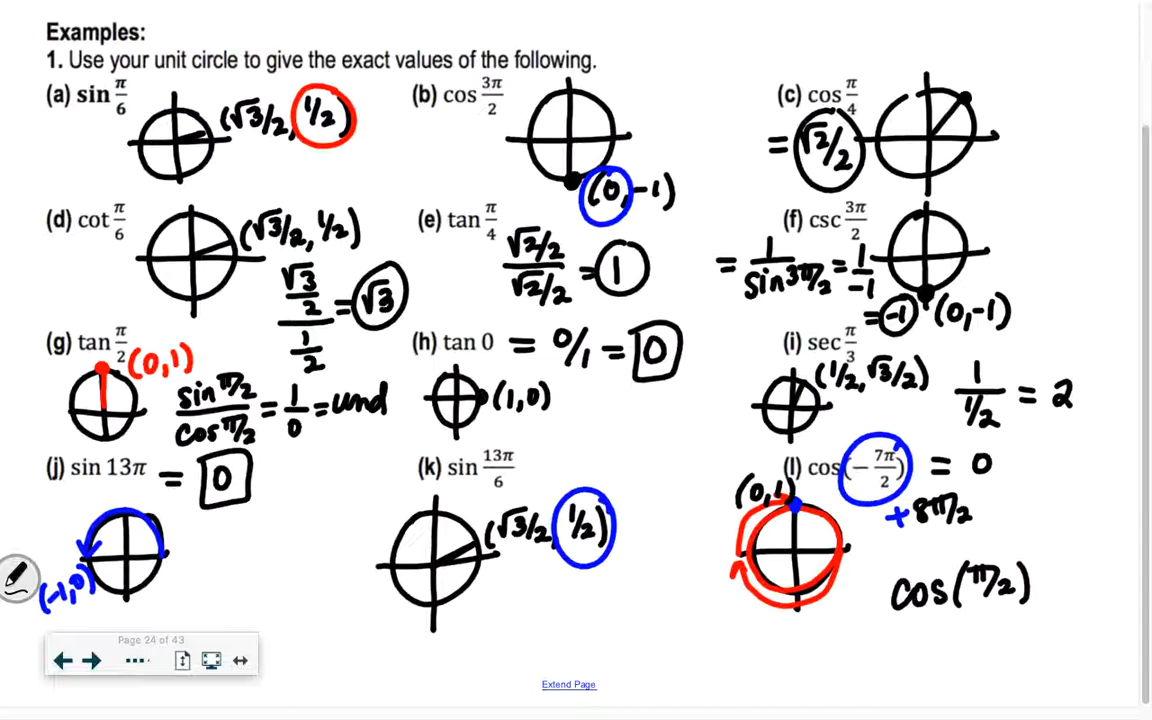 Examples:
1. Use your unit circle to give the exact values of the following.
(a) sin π/6
(√3/2, 1/2)
(b) cos 3π/2
(0, -1)
(c) cos π/4
= √2/2
(d) cot π/6
(√3/2, 1/2)
√3/2 / 1/2 = √3
(e) tan π/4
√2/2 / √2/2 = 1
(f) csc 3π/2
= 1/sin 3π/2 = 1/-1
= -1 (0, -1)
(g) tan π/2
(0, 1)
sin π/2 / cos π/2 = 1/0 = und
(h) tan 0 = 0/1 = 0
(1, 0)
(i) sec π/3
(1/2, √3/2) 1 / 1/2 = 2
(j) sin 13π = 0
(-1, 0)
(k) sin 13π/6
(√3/2, 1/2)
(l) cos(-7π/2) = 0
(0, 1) + 8π/2
cos(π/2)
Page 24 of 43
Extend Page